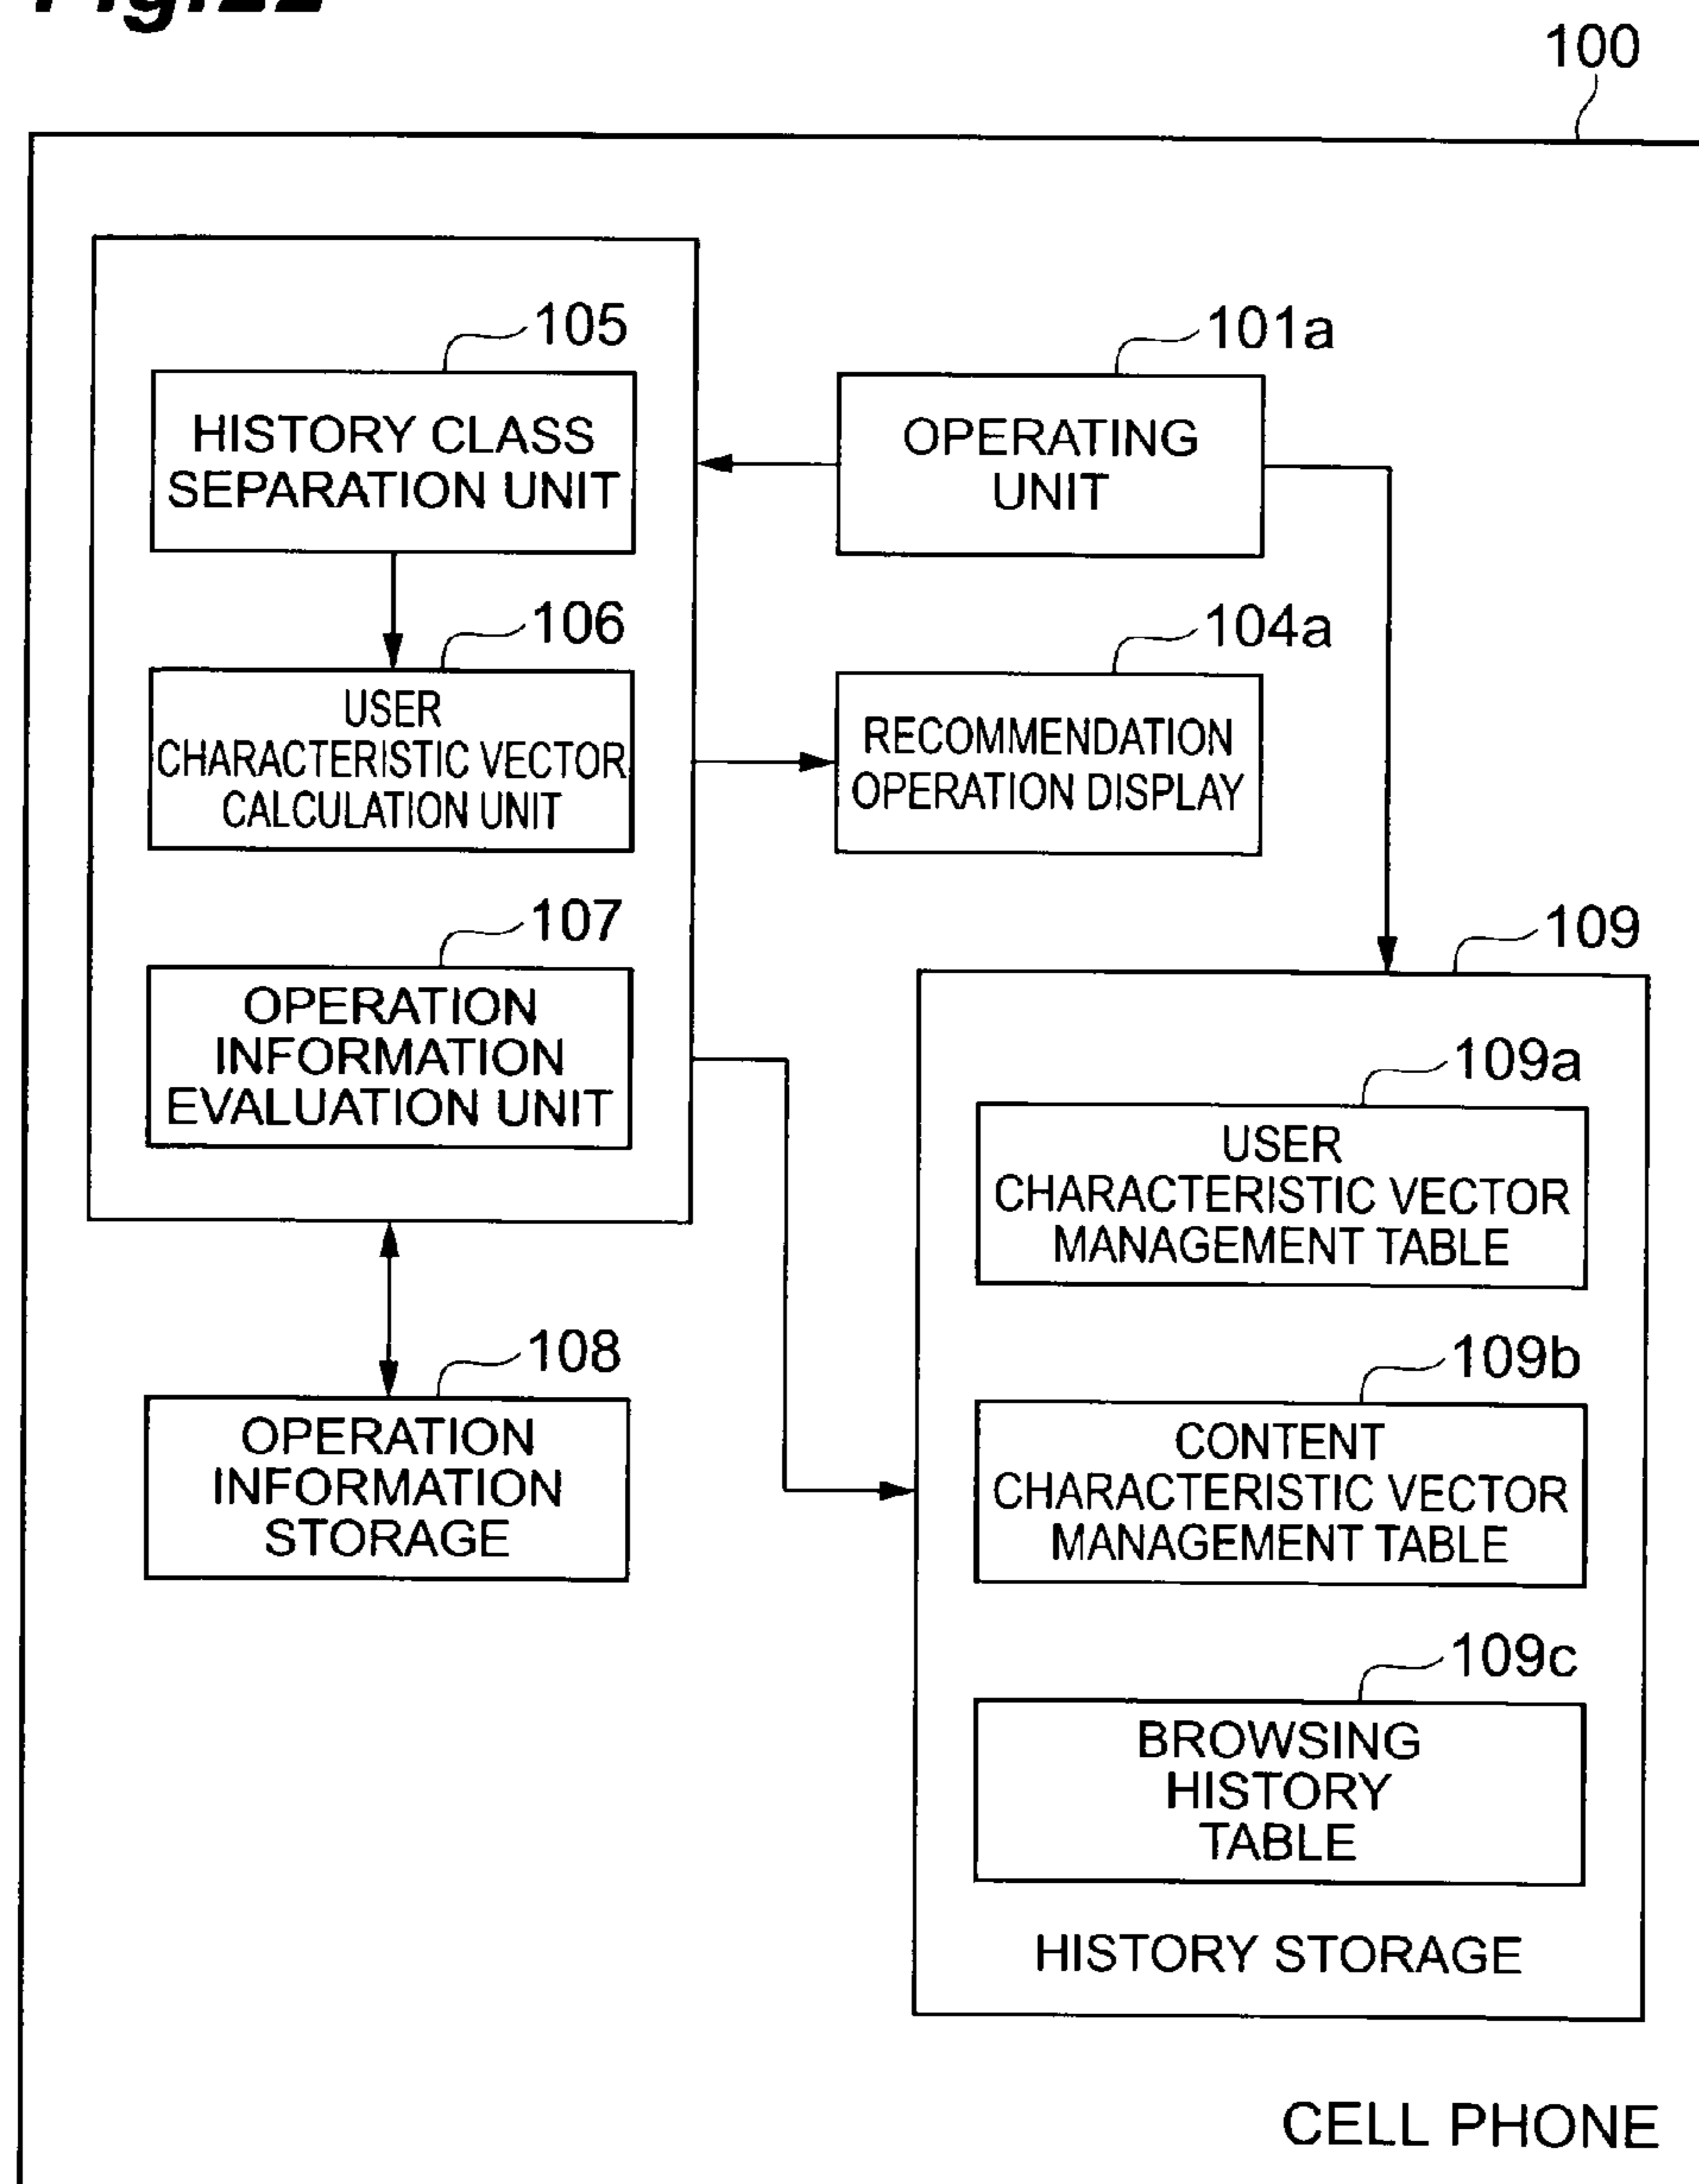 Fig.22
100
105
HISTORY CLASS
SEPARATION UNIT
101a
OPERATING
UNIT
106
USER
CHARACTERISTIC VECTOR
CALCULATION UNIT
104a
RECOMMENDATION
OPERATION DISPLAY
107
OPERATION
INFORMATION
EVALUATION UNIT
109
109a
USER
CHARACTERISTIC VECTOR
MANAGEMENT TABLE
108
OPERATION
INFORMATION
STORAGE
109b
CONTENT
CHARACTERISTIC VECTOR
MANAGEMENT TABLE
109c
BROWSING
HISTORY
TABLE
HISTORY STORAGE
CELL PHONE